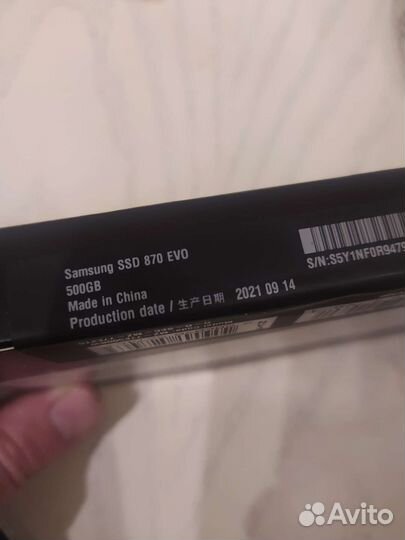 Samsung SSD 870 EVO
500GB
Made in China
Production date / 生产日期 2021 09 14
S/N:S5Y1NF0R9479
Avito